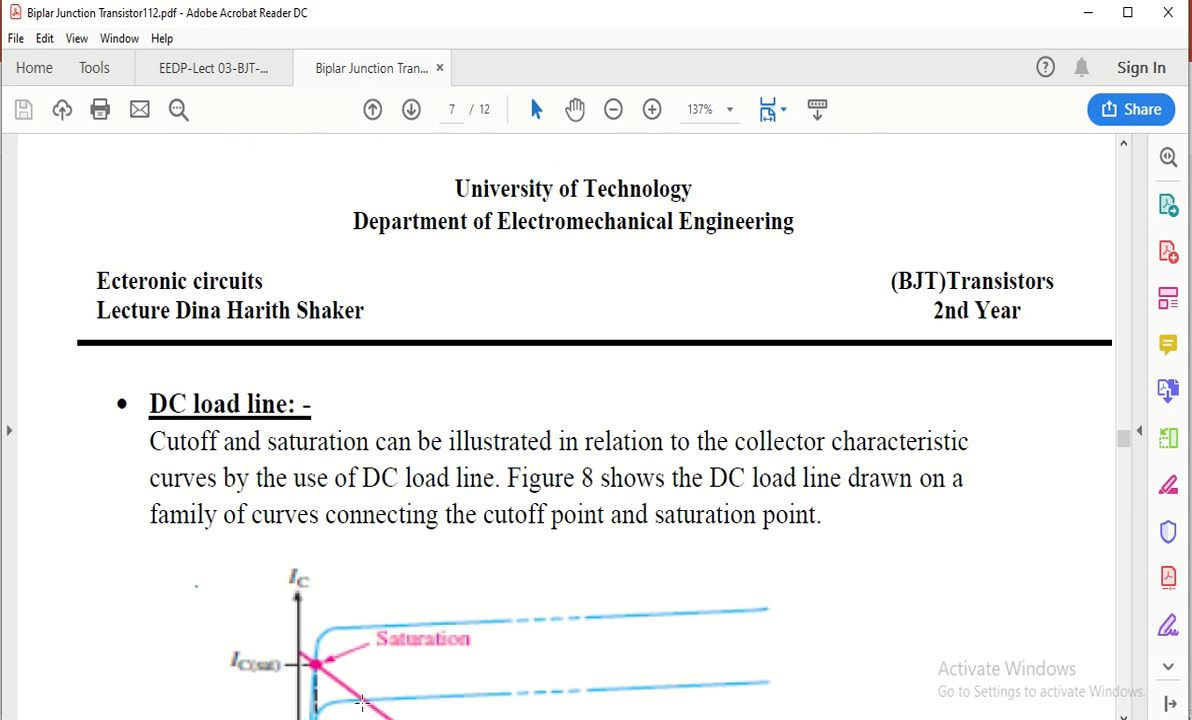 Biplar Junction Transistor112.pdf - Adobe Acrobat Reader DC
File Edit View Window Help
Home Tools EEDP-Lect 03-BJT-... Biplar Junction Tran... × Sign In
7 / 12 137% Share
University of Technology
Department of Electromechanical Engineering
Ecteronic circuits (BJT)Transistors
Lecture Dina Harith Shaker 2nd Year
• DC load line: -
Cutoff and saturation can be illustrated in relation to the collector characteristic
curves by the use of DC load line. Figure 8 shows the DC load line drawn on a
family of curves connecting the cutoff point and saturation point.
IC
Saturation
IC(sat)
Activate Windows
Go to Settings to activate Windows.